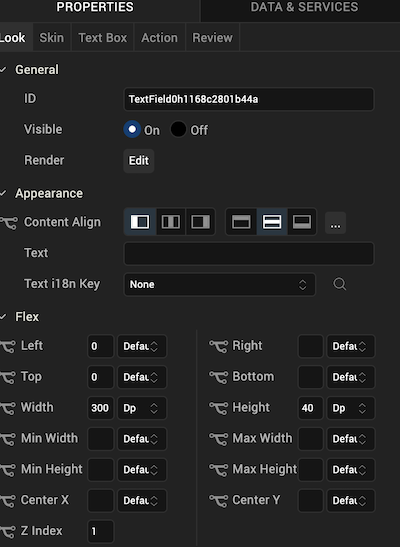 PROPERTIES DATA & SERVICES
Look Skin Text Box Action Review
General
ID TextField0h1168c2801b44a
Visible On Off
Render Edit
Appearance
Content Align ...
Text
Text i18n Key None
Flex
Left 0 Defau Right Defau
Top 0 Defau Bottom Defau
Width 300 Dp Height 40 Dp
Min Width Defau Max Width Defau
Min Height Defau Max Height Defau
Center X Defau Center Y Defau
Z Index 1